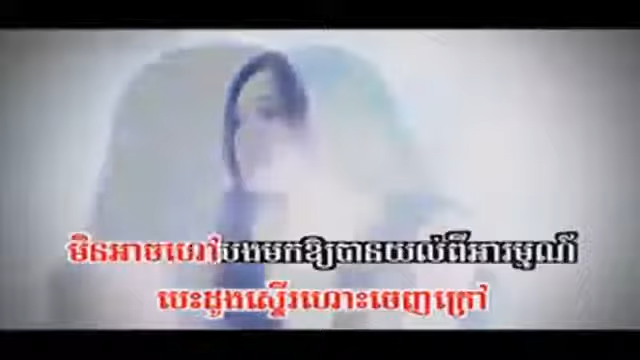 មិនអាចហៅបងមកឱ្យបានយល់ពីអារម្មណ៍
បេះដូងស្ទើរហោះចេញក្រៅ